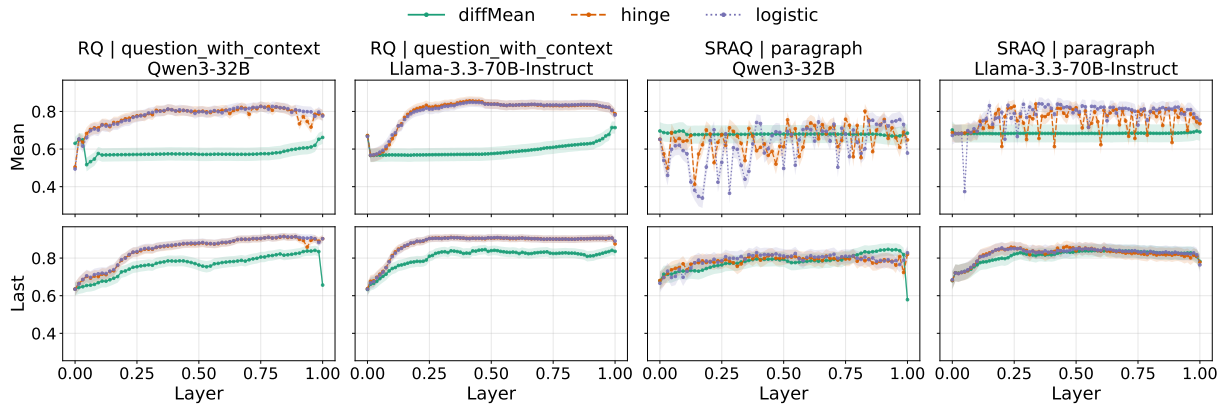 diffMean hinge logistic
RQ | question_with_context
Qwen3-32B
RQ | question_with_context
Llama-3.3-70B-Instruct
SRAQ | paragraph
Qwen3-32B
SRAQ | paragraph
Llama-3.3-70B-Instruct
Mean
0.8
0.6
0.4
Last
0.8
0.6
0.4
0.00 0.25 0.50 0.75 1.00
Layer
0.00 0.25 0.50 0.75 1.00
Layer
0.00 0.25 0.50 0.75 1.00
Layer
0.00 0.25 0.50 0.75 1.00
Layer